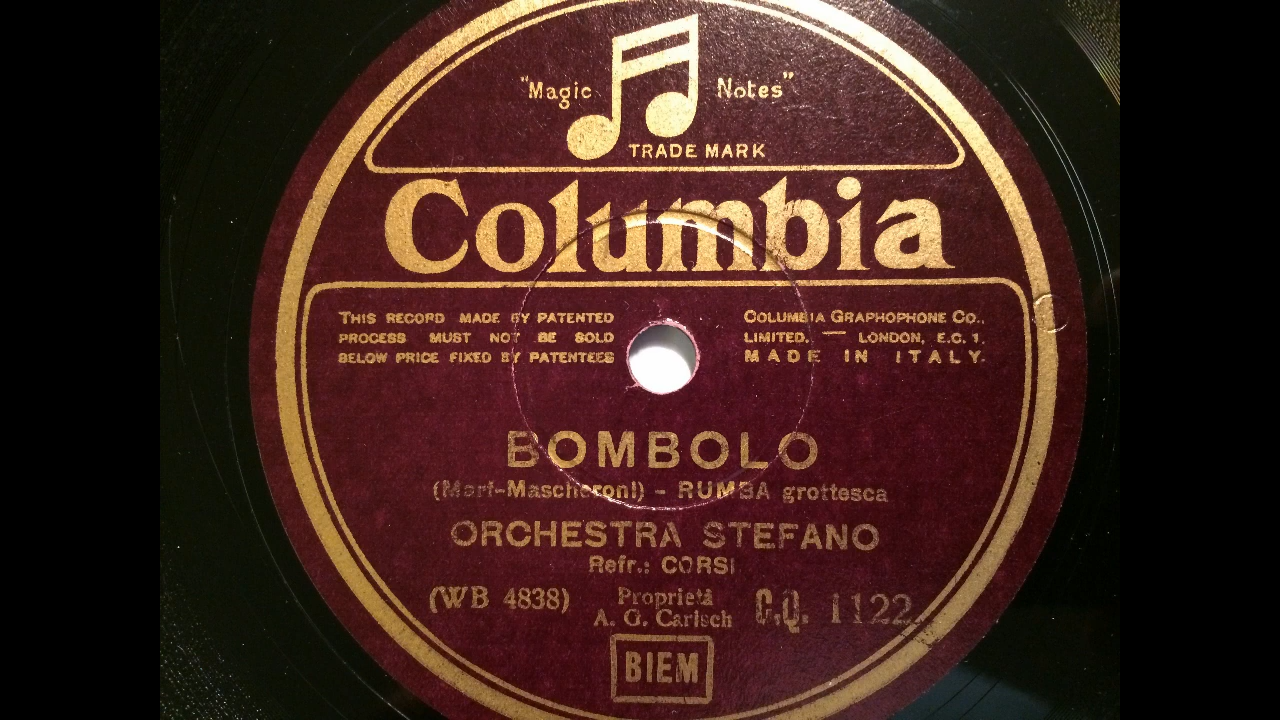 "Magic Notes"
TRADE MARK
Columbia
THIS RECORD MADE BY PATENTED
PROCESS MUST NOT BE SOLD
BELOW PRICE FIXED BY PATENTEES
COLUMBIA GRAPHOPHONE CO.,
LIMITED. — LONDON, E.C.1.
MADE IN ITALY.
BOMBOLO
(Marf-Mascheroni) - RUMBA grottesca
ORCHESTRA STEFANO
Refr.: CORSI
(WB 4838)
Proprietà
A. G. Carisch
C.Q. 1122
BIEM